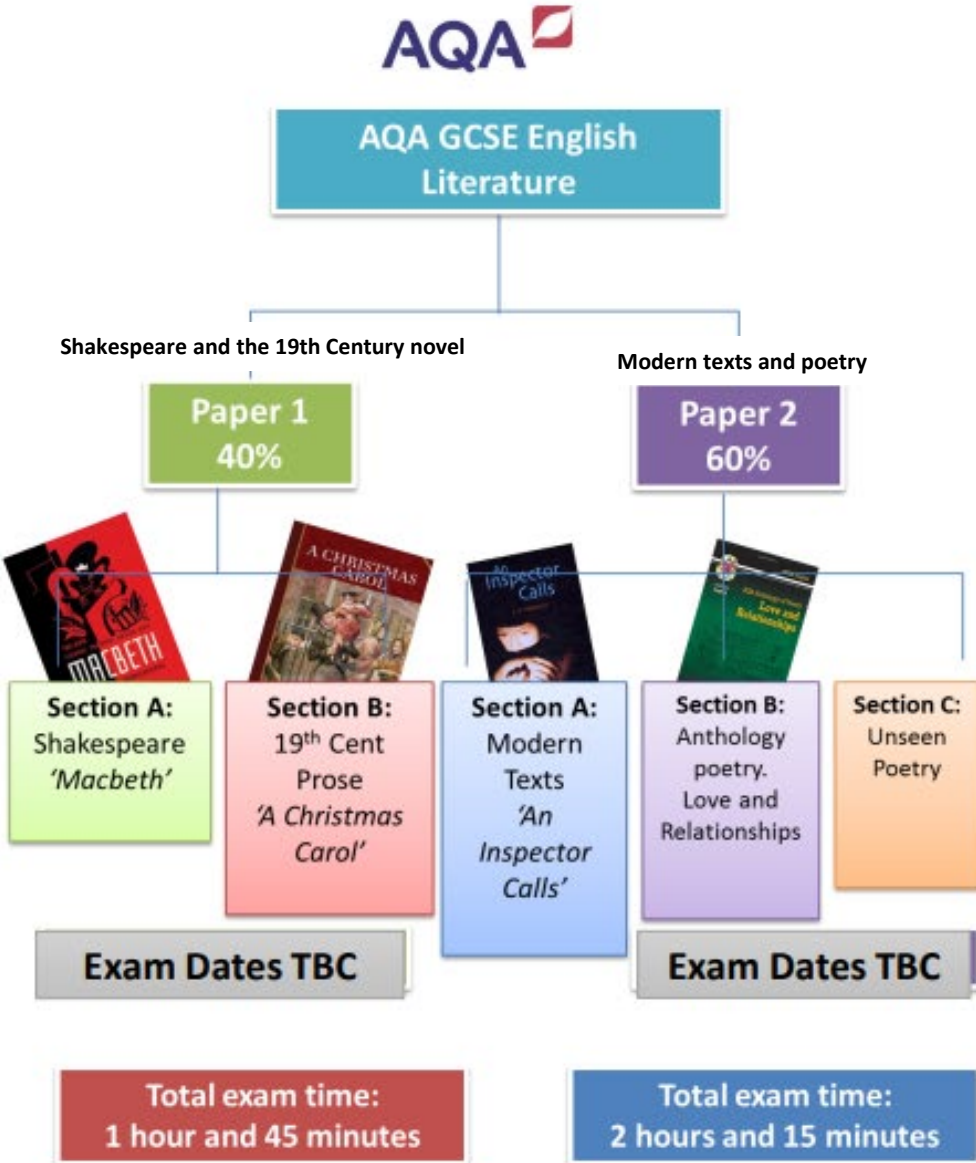 AQA
AQA GCSE English
Literature
Shakespeare and the 19th Century novel
Modern texts and poetry
Paper 1
40%
Paper 2
60%
MACBETH
A CHRISTMAS
CAROL
An
Inspector
Calls
Love and
Relationships
Section A:
Shakespeare
'Macbeth'
Section B:
19th Cent
Prose
'A Christmas
Carol'
Section A:
Modern
Texts
'An
Inspector
Calls'
Section B:
Anthology
poetry.
Love and
Relationships
Section C:
Unseen
Poetry
Exam Dates TBC
Exam Dates TBC
Total exam time:
1 hour and 45 minutes
Total exam time:
2 hours and 15 minutes